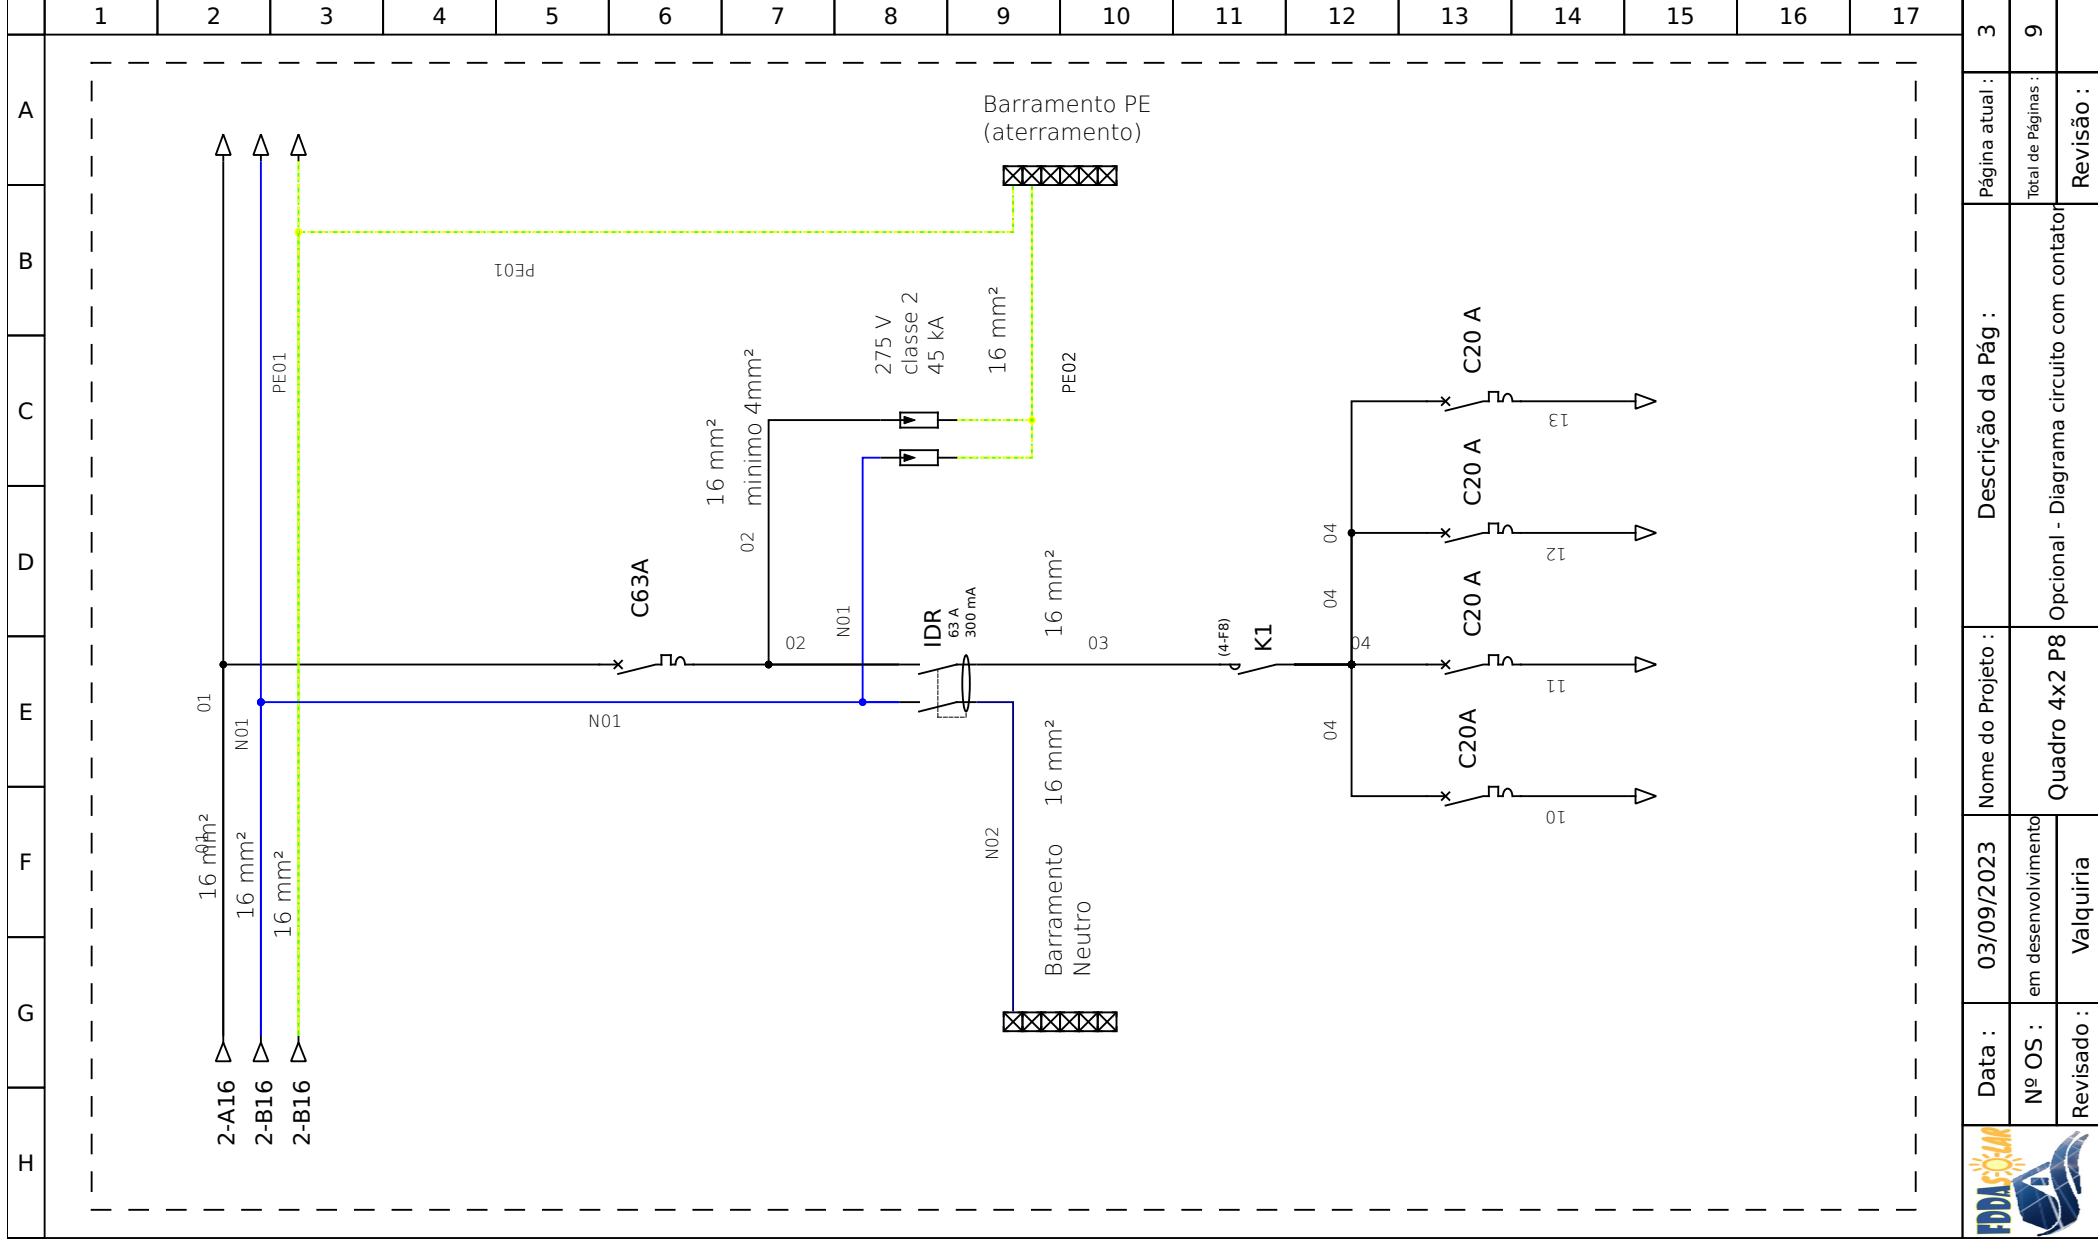 1 2 3 4 5 6 7 8 9 10 11 12 13 14 15 16 17
A
B
C
D
E
F
G
H
Barramento PE
(aterramento)
PE01
PE01
275 V
classe 2
45 kA
16 mm²
PE02
16 mm²
minimo 4mm²
02
C63A
02
N01
IDR
63 A
300 mA
16 mm²
03
(4-F8)
K1
04
04
04
04
C20 A
13
C20 A
12
C20 A
11
C20A
10
01
N01
N01
01
16 mm²
16 mm²
16 mm²
16 mm²
N02
Barramento
Neutro
2-A16
2-B16
2-B16
Data :
03/09/2023
Nome do Projeto :
Descrição da Pág :
Página atual :
3
Nº OS :
em desenvolvimento
Quadro 4x2 P8
Opcional - Diagrama circuito com contator
Total de Páginas :
9
Revisado :
Valquiria
Revisão :
FDDA SOLAR